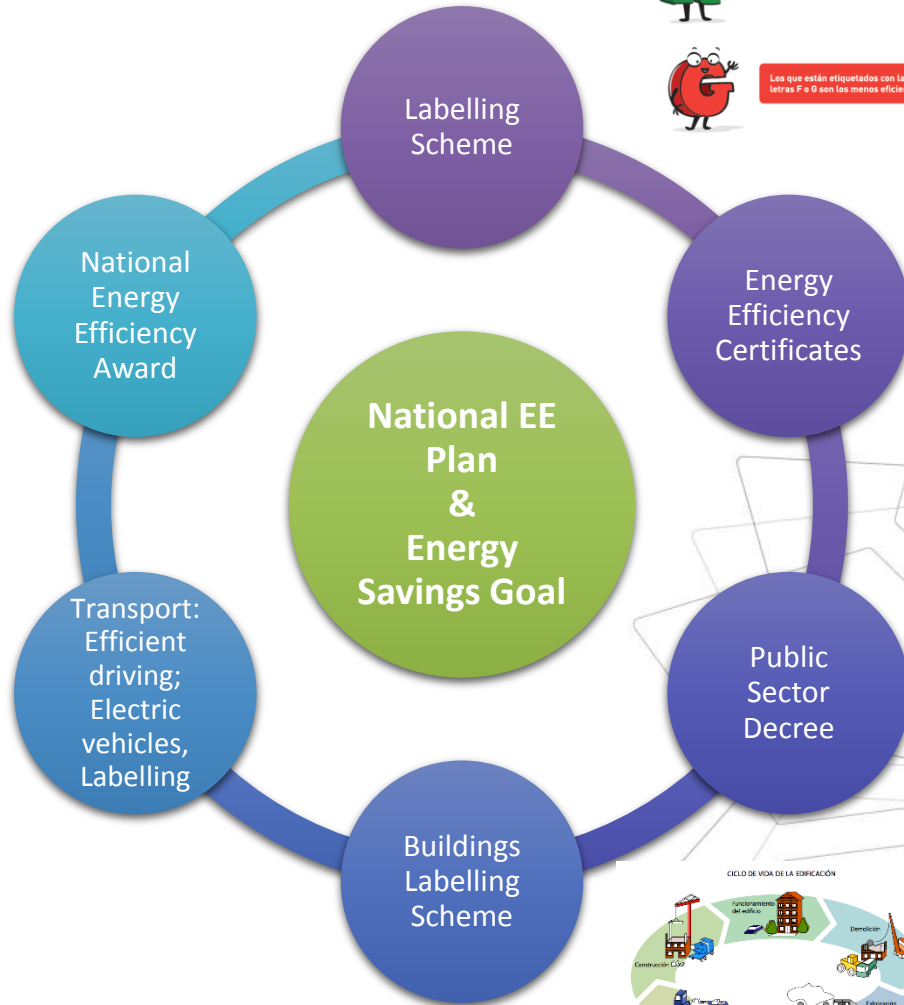 Los que están etiquetados con la
letras F o G son los menos
G
Labelling
Scheme
National
Energy
Efficiency
Award
Energy
Efficiency
Certificates
National EE
Plan
&
Energy
Savings Goal
Transport:
Efficient
driving;
Electric
vehicles,
Labelling
Public
Sector
Decree
Buildings
Labelling
Scheme
CICLO DE VIDA DE LA EDIFICACIÓN
Funcionamiento
del edificio
Demolición
Construcción
Fabricación